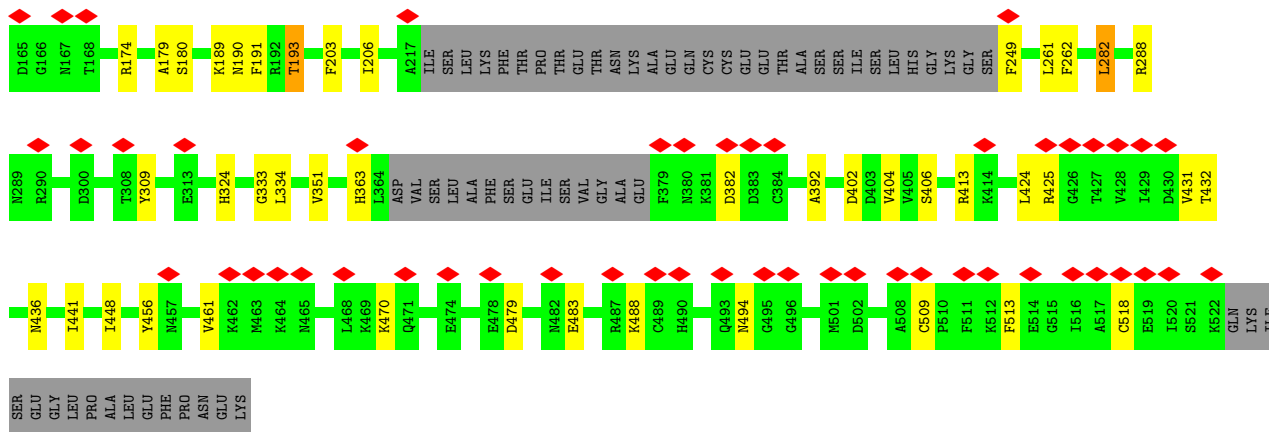 D165 G166 N167 T168 R174 A179 S180 K189 N190 F191 R192 T193 F203 I206 A217 ILE SER LEU LYS PHE THR PRO THR GLU THR ASN LYS ALA GLU GLN CYS CYS GLU GLU THR ALA SER SER ILE SER LEU HIS GLY LYS GLY SER F249 L261 F262 L282 R288
N289 R290 D300 T308 Y309 E313 H324 G333 L334 V351 H363 L364 ASP VAL SER LEU ALA PHE SER GLU ILE SER VAL GLY ALA GLU F379 N380 K381 D382 D383 C384 A392 D402 D403 V404 V405 S406 R413 K414 L424 R425 G426 T427 V428 I429 D430 V431 T432
N436 I441 I448 Y456 N457 V461 K462 M463 K464 N465 L468 K469 K470 Q471 E474 E478 D479 N482 E483 R487 K488 C489 H490 Q493 N494 G495 G496 M501 D502 A508 C509 P510 F511 K512 F513 E514 G515 I516 A517 C518 E519 I520 S521 K522 GLN LYS ILE
SER GLU GLY LEU PRO ALA LEU GLU PHE PRO ASN GLU LYS